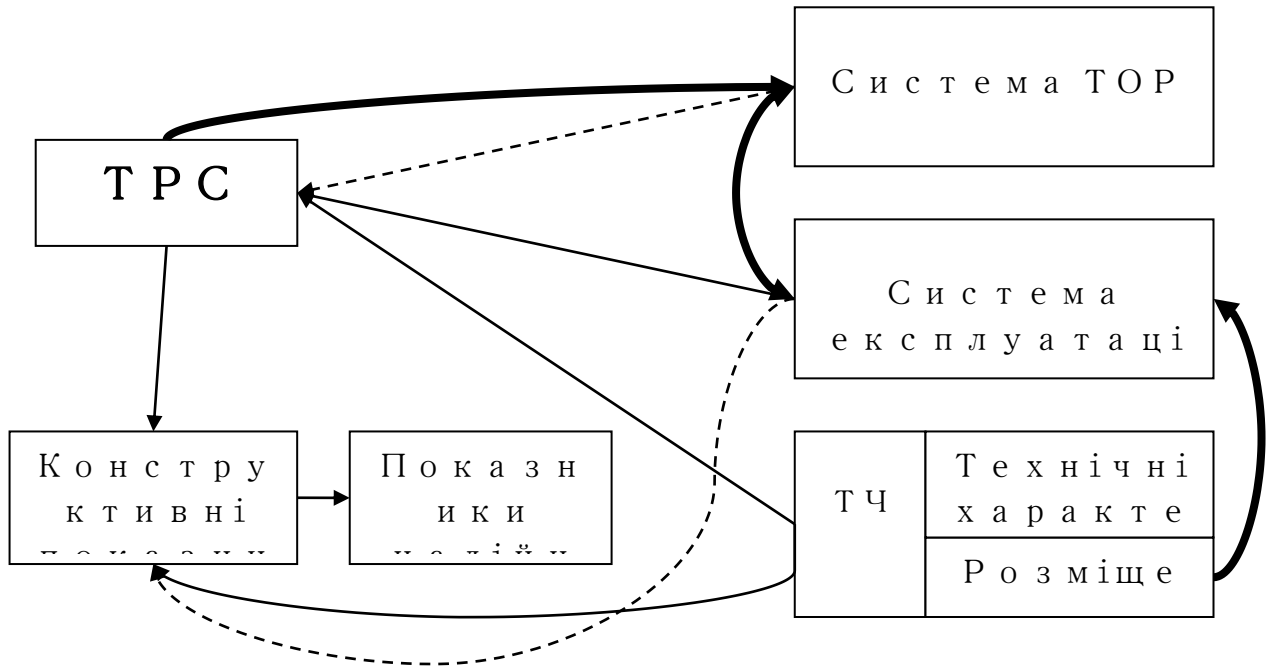 Система ТОР
ТРС
Система
експлуатаці
Констру
ктивні
Показн
ики
ТЧ
Технічні
характе
Розміще